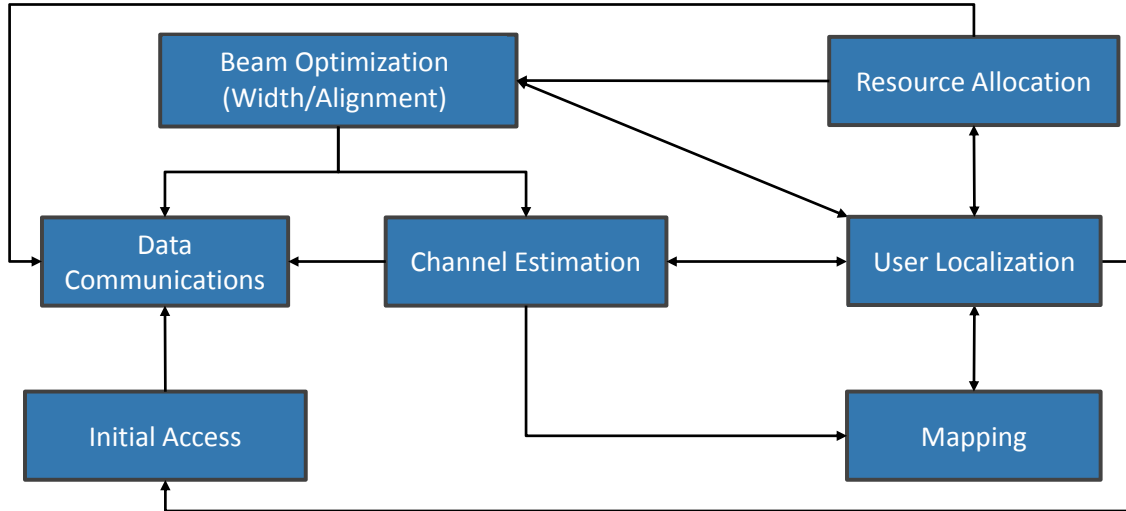 Beam Optimization
(Width/Alignment)
Resource Allocation
Data
Communications
Channel Estimation
User Localization
Initial Access
Mapping